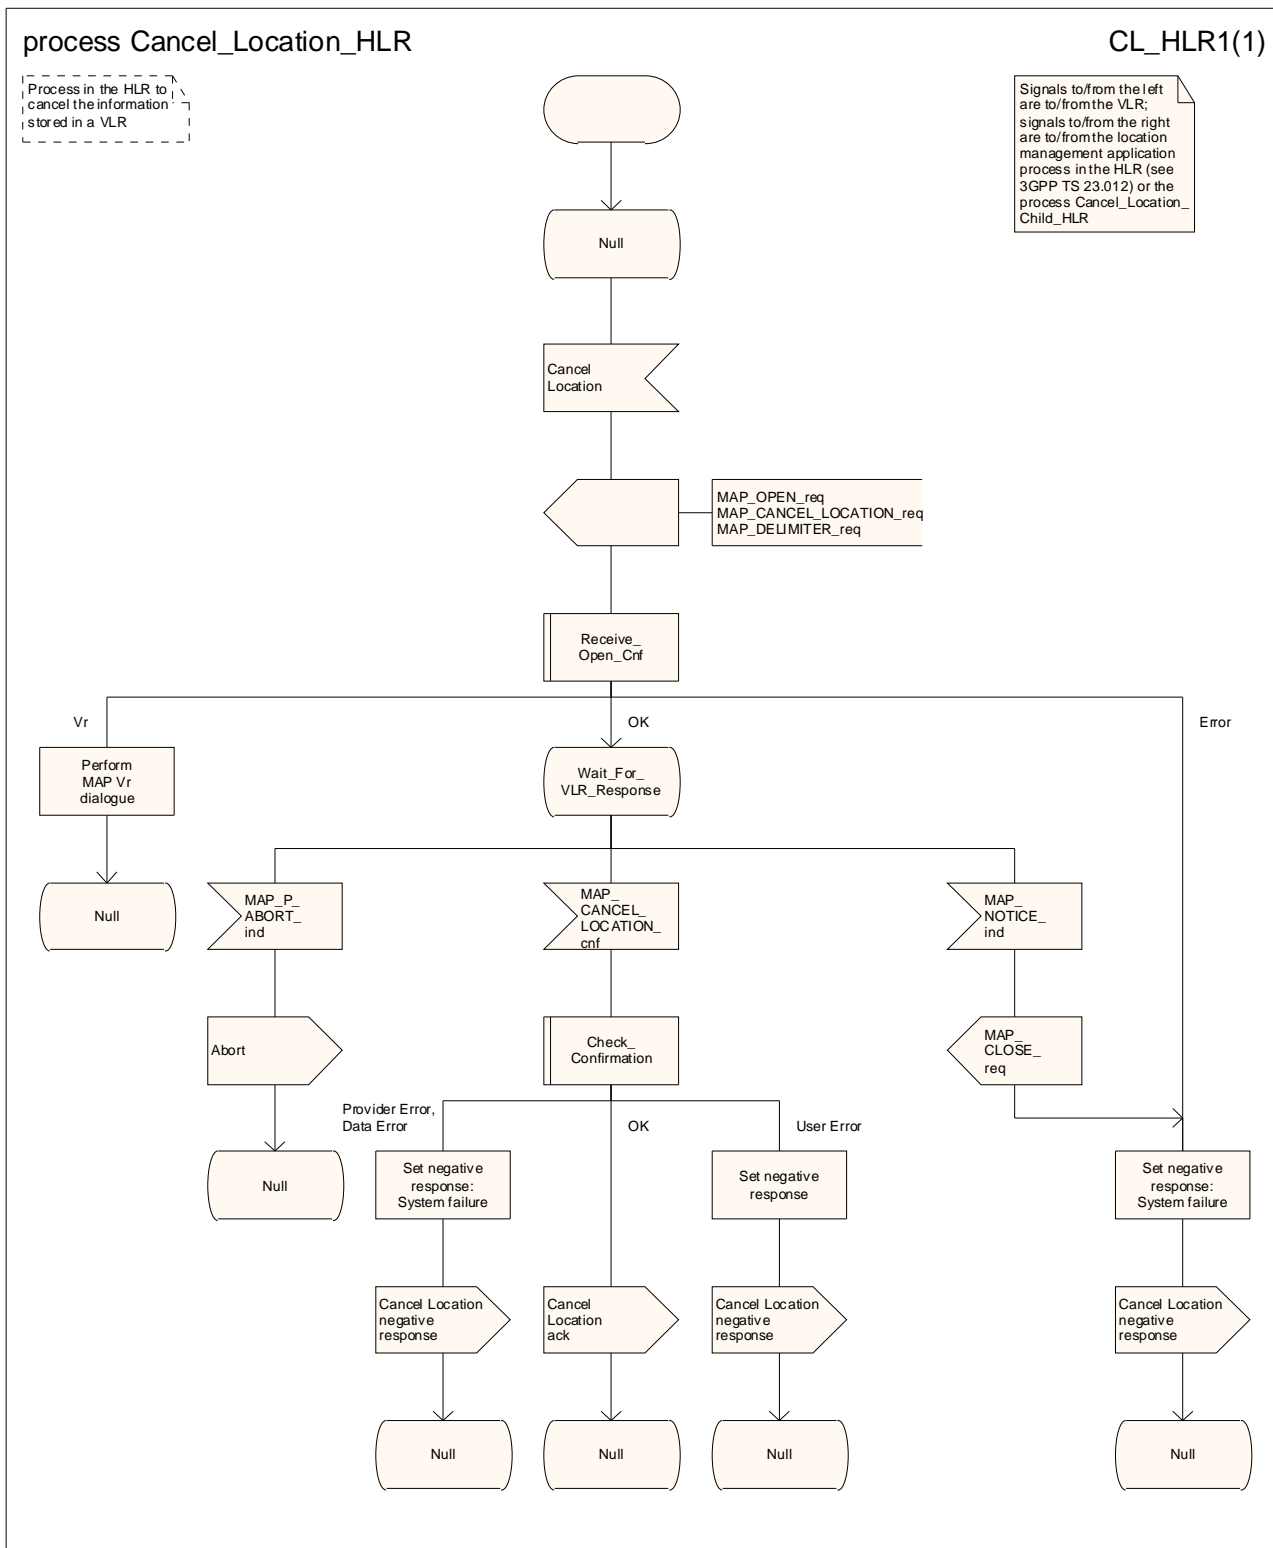 process Cancel_Location_HLR
CL_HLR1(1)
Process in the HLR to
cancel the information
stored in a VLR
Signals to/from the left
are to/from the VLR;
signals to/from the right
are to/from the location
management application
process in the HLR (see
3GPP TS 23.012) or the
process Cancel_Location_
Child_HLR
Null
Cancel
Location
MAP_OPEN_req
MAP_CANCEL_LOCATION_req
MAP_DELIMITER_req
Receive_
Open_Cnf
Vr
OK
Error
Perform
MAP Vr
dialogue
Wait_For_
VLR_Response
Null
MAP_P_
ABORT_
ind
MAP_
CANCEL_
LOCATION_
cnf
MAP_
NOTICE_
ind
Abort
Check_
Confirmation
MAP_
CLOSE_
req
Provider Error,
Data Error
OK
User Error
Null
Set negative
response:
System failure
Set negative
response
Set negative
response:
System failure
Cancel Location
negative
response
Cancel
Location
ack
Cancel Location
negative
response
Cancel Location
negative
response
Null
Null
Null
Null